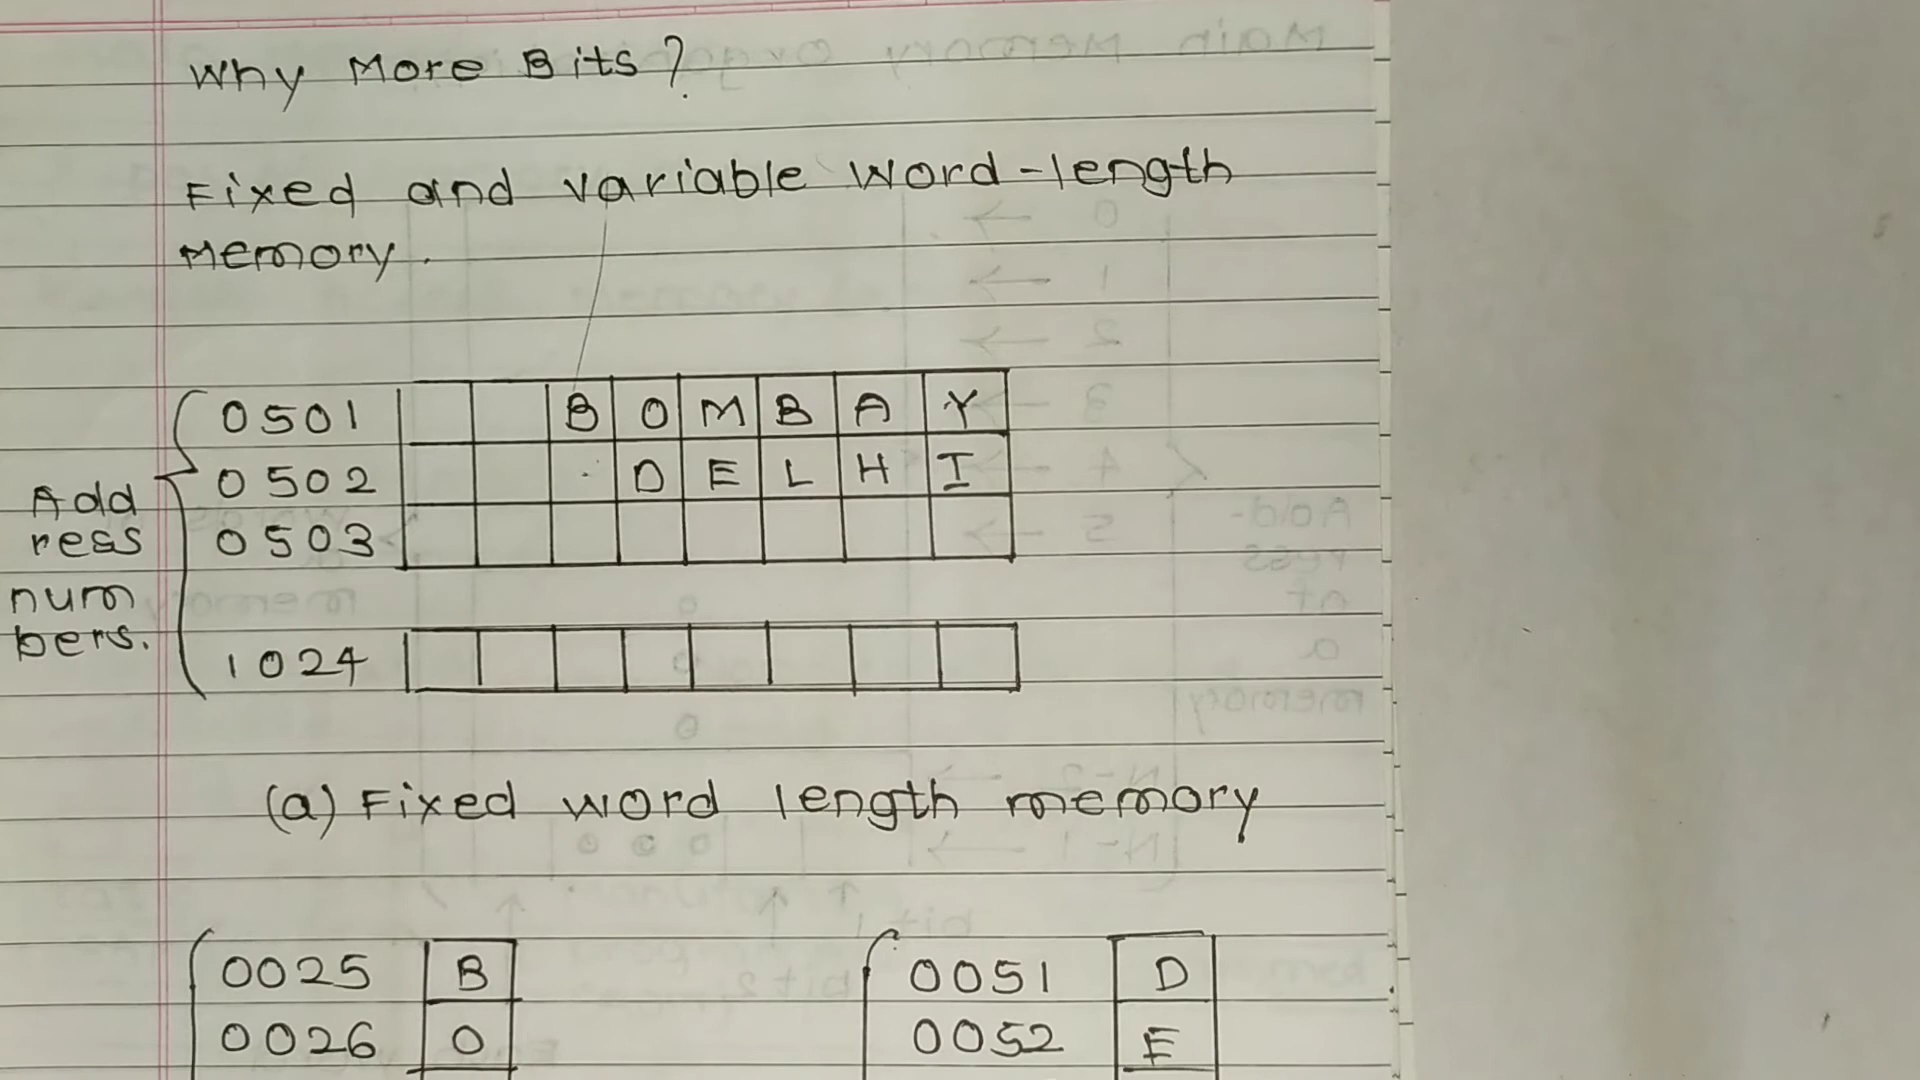 Why More Bits?
Fixed and variable word-length
Memory.
Add
ress
num
bers.
0501 B O M B A Y
0502 D E L H I
0503
1024
(a) Fixed word length memory
0025 B
0026 O
0051 D
0052 E